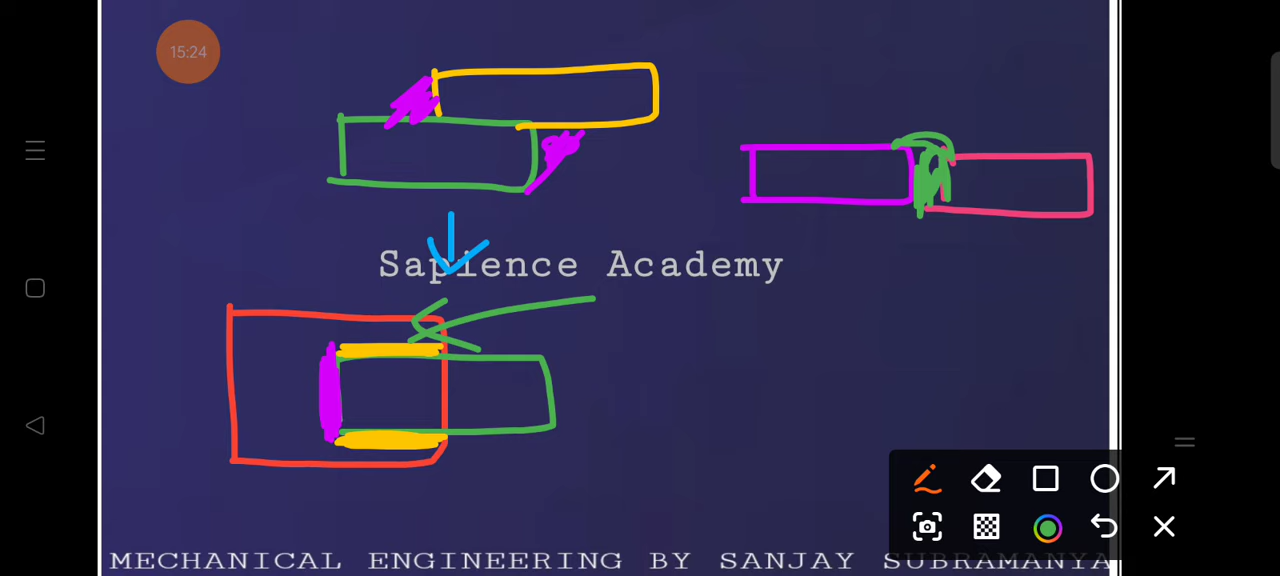 15:24
Sapience Academy
MECHANICAL ENGINEERING BY SANJAY SUBRAMANYA